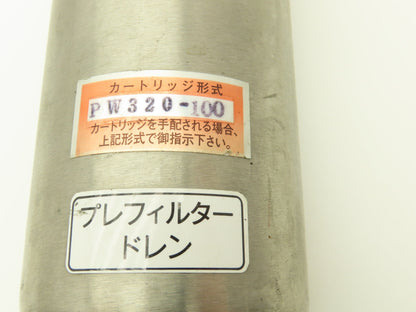 カートリッジ形式
PW320-100
カートリッジを手配される場合、
上記形式で御指示下さい。
プレフィルター
ドレン